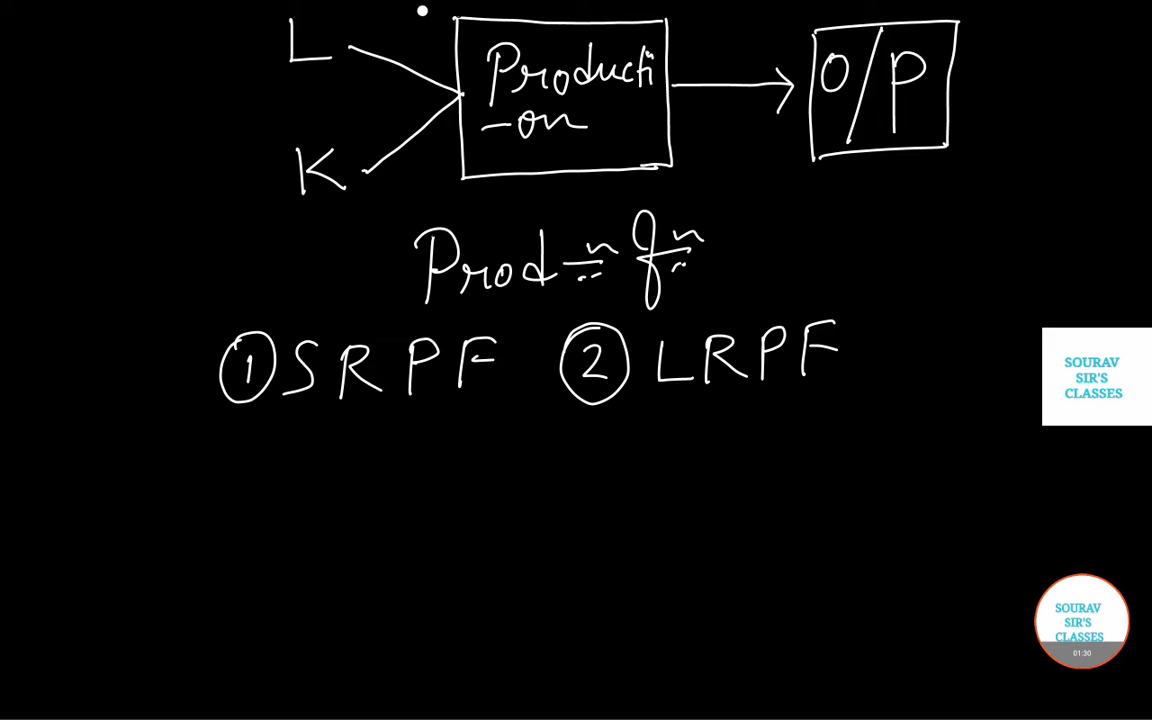 L
Producti
-on
O/P
K
Prodn fn
1 SRPF 2 LRPF
SOURAV
SIR'S
CLASSES
SOURAV
SIR'S
CLASSES
01:30